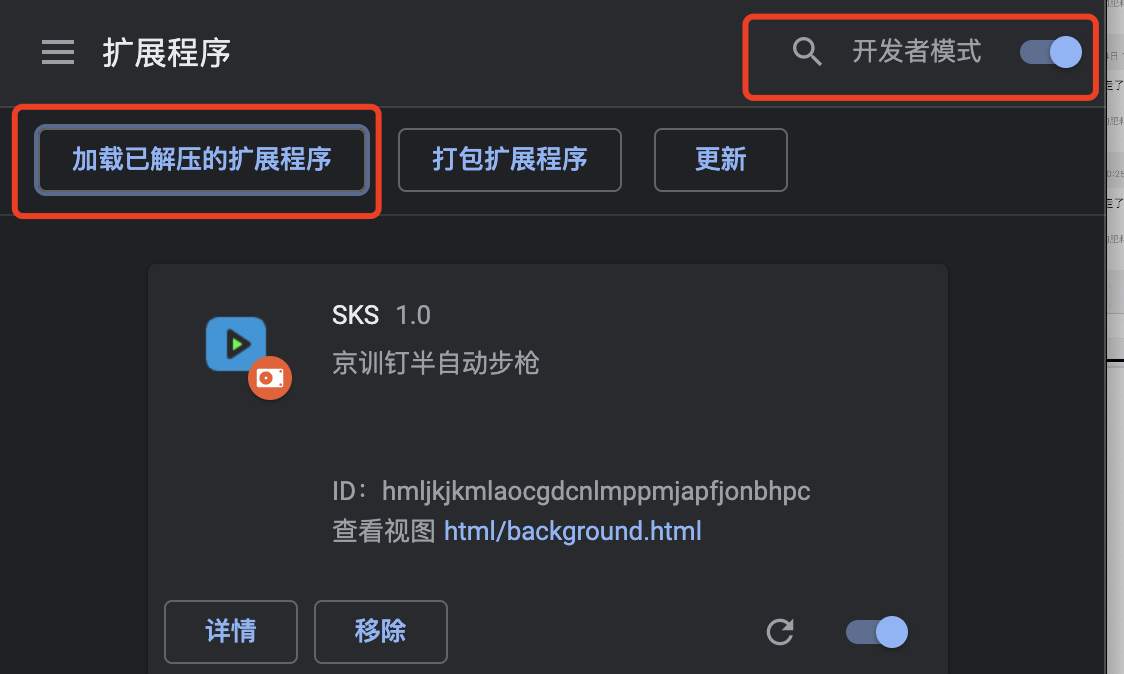 扩展程序
开发者模式
加载已解压的扩展程序
打包扩展程序
更新
SKS 1.0
京训钉半自动步枪
ID：hmljkjkmlaocgdcnlmppmjapfjonbhpc
查看视图 html/background.html
详情
移除